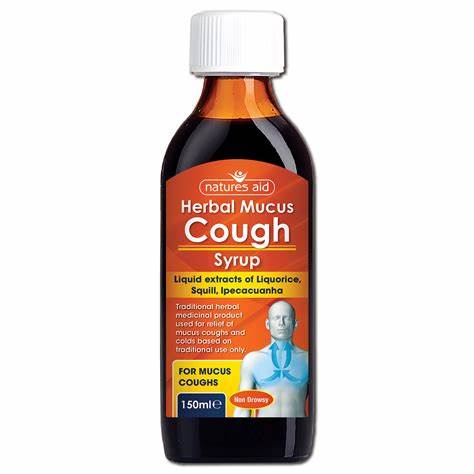 natures aid
Herbal Mucus
Cough
Syrup
Liquid extracts of Liquorice,
Squill, Ipecacuanha
Traditional herbal
medicinal product
used for relief of
mucus coughs and
colds based on
traditional use only.
FOR MUCUS
COUGHS
150ml℮
Non Drowsy